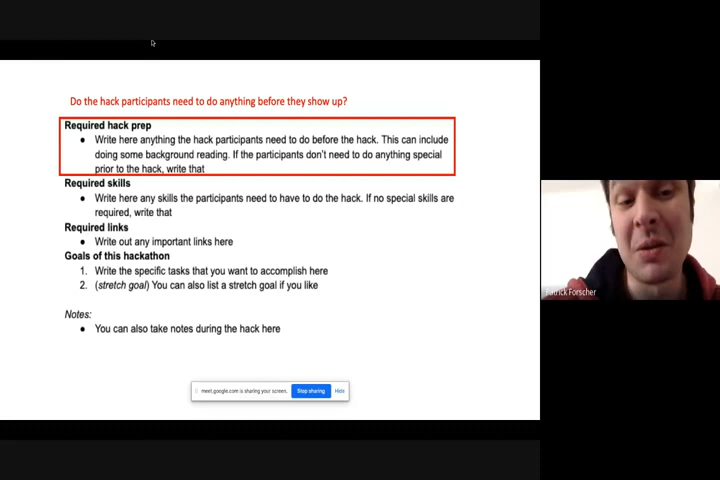 Do the hack participants need to do anything before they show up?
Required hack prep
● Write here anything the hack participants need to do before the hack. This can include
doing some background reading. If the participants don't need to do anything special
prior to the hack, write that
Required skills
● Write here any skills the participants need to have to do the hack. If no special skills are
required, write that
Required links
● Write out any important links here
Goals of this hackathon
1. Write the specific tasks that you want to accomplish here
2. (stretch goal) You can also list a stretch goal if you like
Notes:
● You can also take notes during the hack here
meet.google.com is sharing your screen. Stop sharing Hide
Patrick Forscher